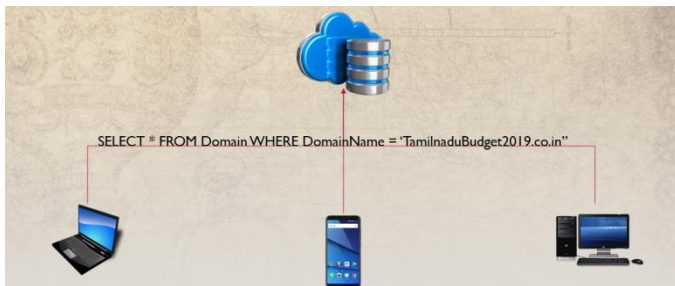 SELECT * FROM Domain WHERE DomainName = ‘TamilnaduBudget2019.co.in”